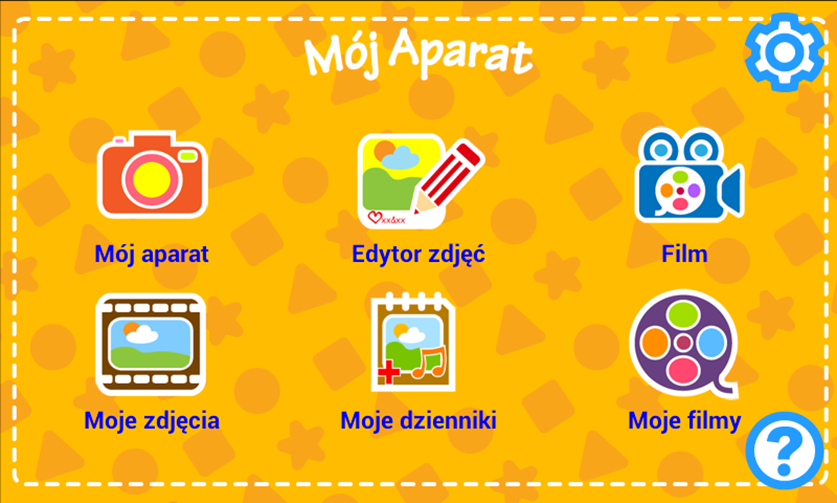 Mój Aparat
Mój aparat
Edytor zdjęć
Film
Moje zdjęcia
Moje dzienniki
Moje filmy
?